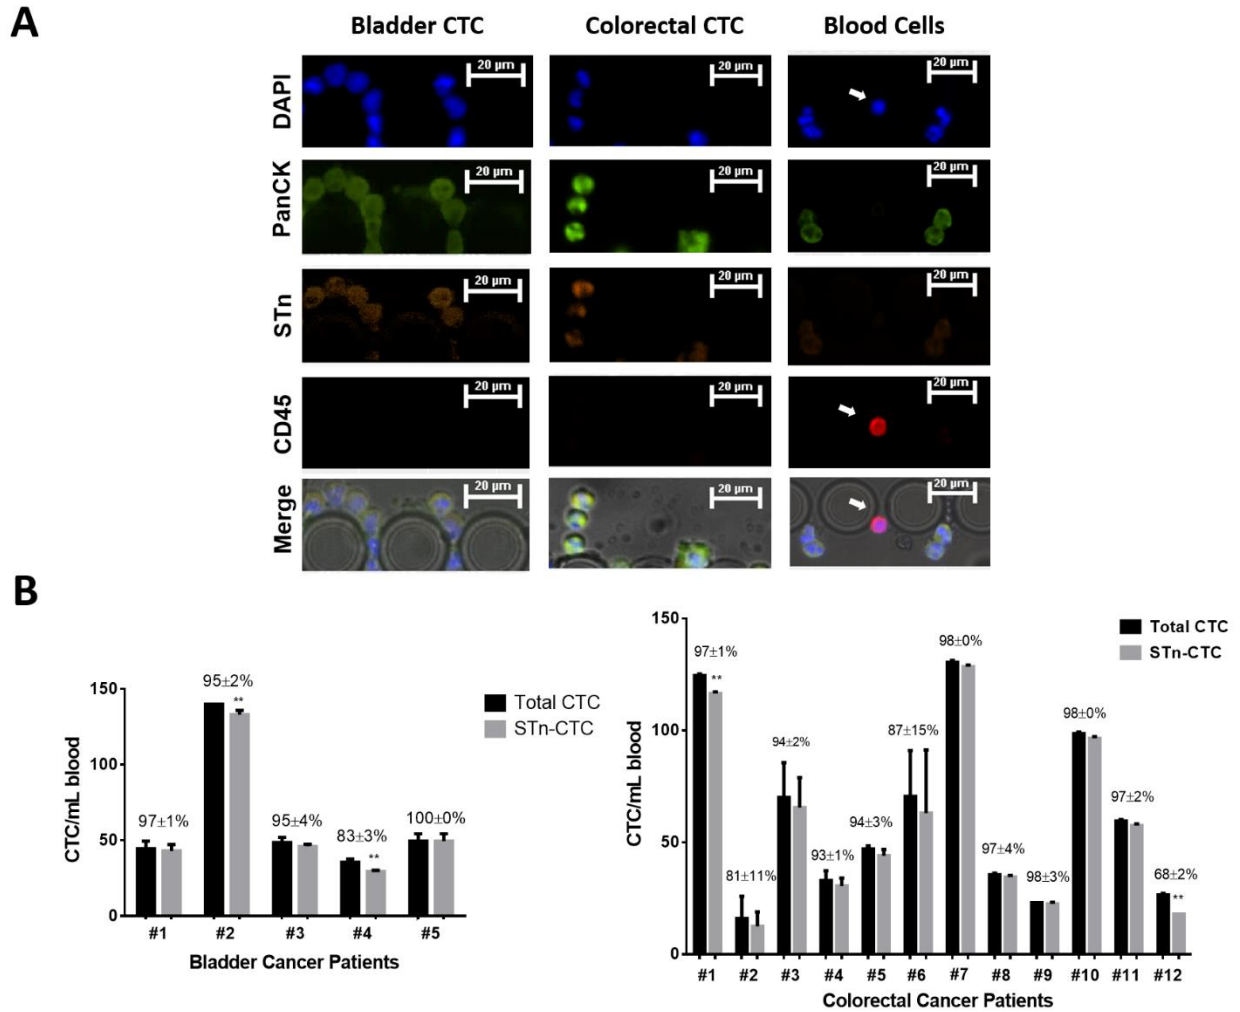 A
Bladder CTC Colorectal CTC Blood Cells
DAPI 20 µm 20 µm 20 µm
PanCK 20 µm 20 µm 20 µm
STn 20 µm 20 µm 20 µm
CD45 20 µm 20 µm 20 µm
Merge 20 µm 20 µm 20 µm
B
CTC/mL blood
150
100
50
0
97±1%
95±2%
**
95±4%
83±3%
**
100±0%
Total CTC
STn-CTC
#1 #2 #3 #4 #5
Bladder Cancer Patients
CTC/mL blood
150
100
50
0
97±1%
**
81±11%
94±2%
93±1%
94±3%
87±15%
98±0%
97±4%
98±3%
98±0%
97±2%
68±2%
**
Total CTC
STn-CTC
#1 #2 #3 #4 #5 #6 #7 #8 #9 #10 #11 #12
Colorectal Cancer Patients